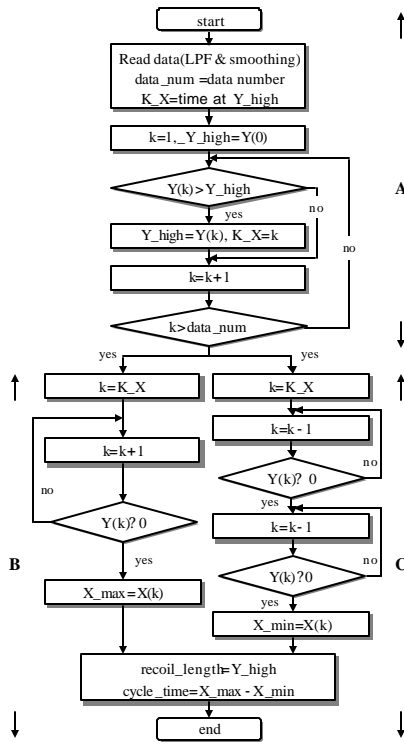 start
Read data(LPF & smoothing)
data_num =data number
K_X=time at Y_high
k=1,_Y_high=Y(0)
Y(k)>Y_high
yes
no
Y_high=Y(k), K_X=k
no
k=k+1
k>data_num
A
yes
yes
k=K_X
k=K_X
k=k+1
k=k-1
Y(k)? 0
no
no
k=k-1
Y(k)?0
yes
yes
Y(k)?0
no
yes
B
C
X_max=X(k)
X_min=X(k)
recoil_length=Y_high
cycle_time=X_max - X_min
end